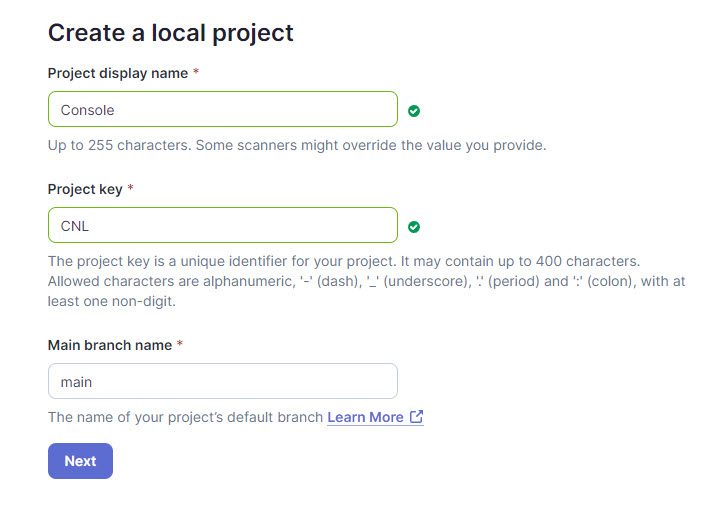 Create a local project
Project display name *
Console
Up to 255 characters. Some scanners might override the value you provide.
Project key *
CNL
The project key is a unique identifier for your project. It may contain up to 400 characters.
Allowed characters are alphanumeric, '-' (dash), '_' (underscore), '.' (period) and ':' (colon), with at
least one non-digit.
Main branch name *
main
The name of your project’s default branch Learn More
Next